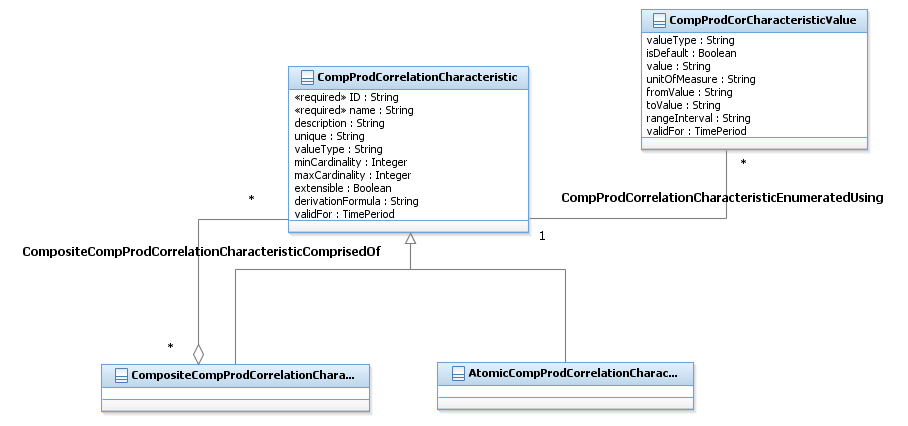 CompProdCorCharacteristicValue
valueType : String
isDefault : Boolean
value : String
unitOfMeasure : String
fromValue : String
toValue : String
rangeInterval : String
validFor : TimePeriod
CompProdCorrelationCharacteristic
«required» ID : String
«required» name : String
description : String
unique : String
valueType : String
minCardinality : Integer
maxCardinality : Integer
extensible : Boolean
derivationFormula : String
validFor : TimePeriod
*
*
CompProdCorrelationCharacteristicEnumeratedUsing
1
CompositeCompProdCorrelationCharacteristicComprisedOf
*
CompositeCompProdCorrelationChara...
AtomicCompProdCorrelationCharac...